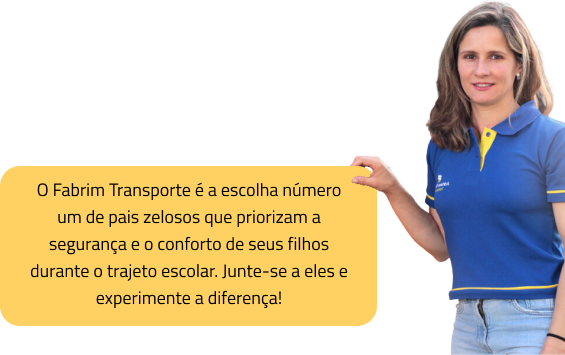 O Fabrim Transporte é a escolha número
um de pais zelosos que priorizam a
segurança e o conforto de seus filhos
durante o trajeto escolar. Junte-se a eles e
experimente a diferença!